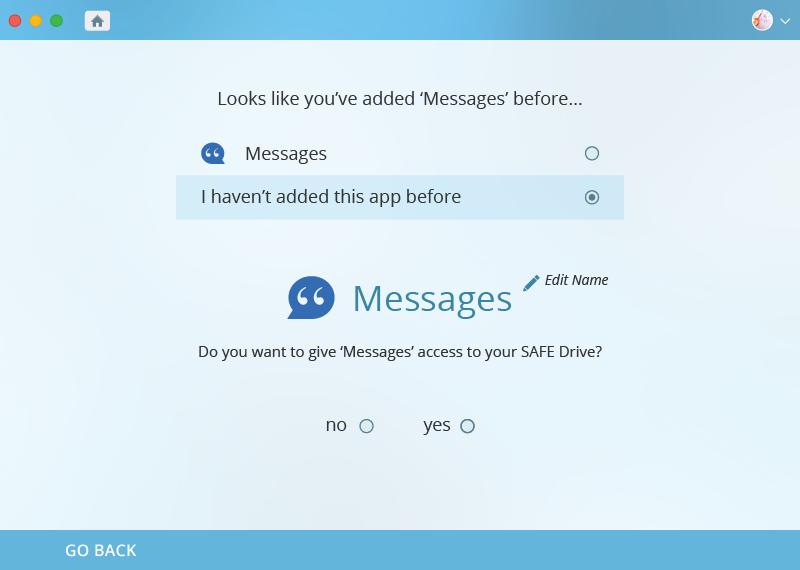 Looks like you’ve added ‘Messages’ before...
Messages
I haven’t added this app before
Messages
Edit Name
Do you want to give ‘Messages’ access to your SAFE Drive?
no
yes
GO BACK